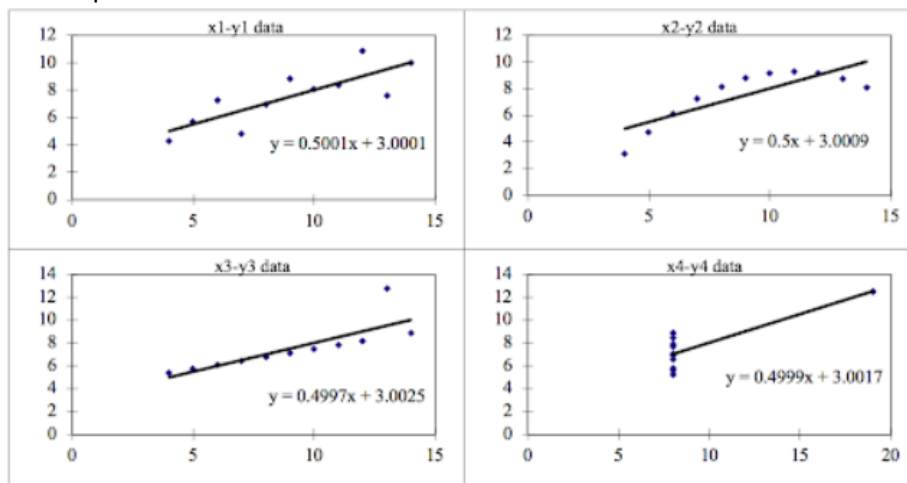 x1-y1 data
12
10
8
6
4
2
0
y = 0.5001x + 3.0001
0 5 10 15
x2-y2 data
12
10
8
6
4
2
0
y = 0.5x + 3.0009
0 5 10 15
x3-y3 data
14
12
10
8
6
4
2
0
y = 0.4997x + 3.0025
0 5 10 15
x4-y4 data
14
12
10
8
6
4
2
0
y = 0.4999x + 3.0017
0 5 10 15 20